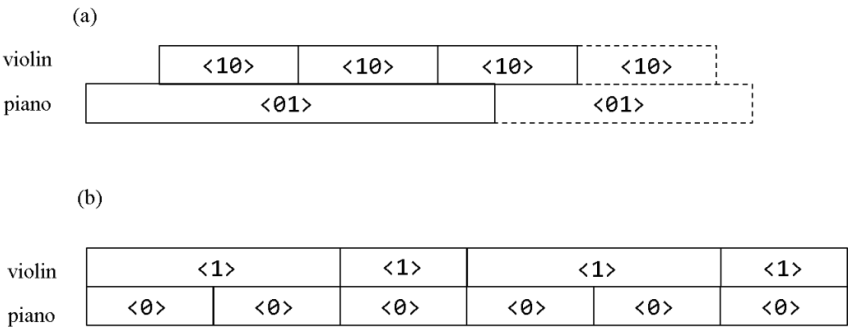 (a)
violin <10> <10> <10> <10>
piano <01> <01>
(b)
violin <1> <1> <1> <1>
piano <0> <0> <0> <0> <0> <0>